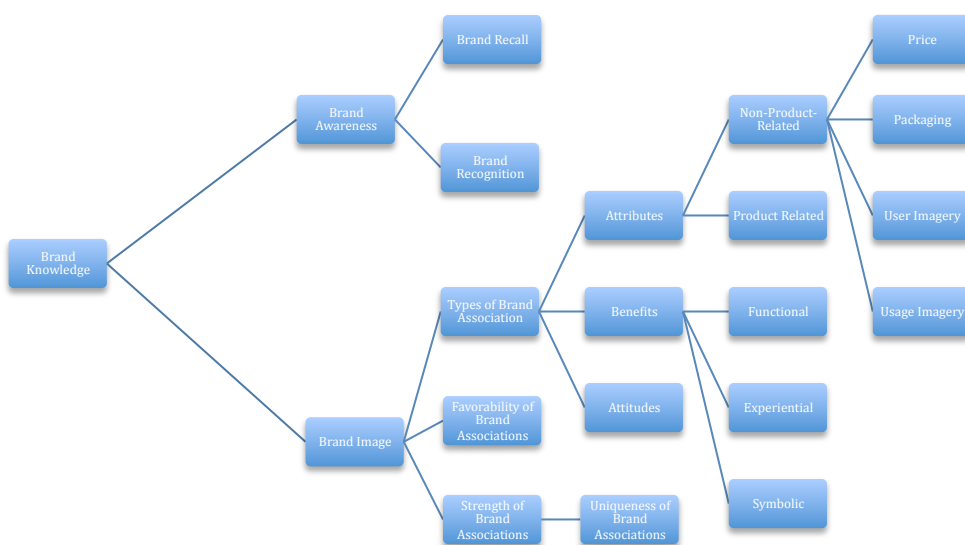 Brand
Knowledge
Brand
Awareness
Brand Recall
Brand
Recognition
Brand Image
Types of Brand
Association
Attributes
Non-Product-
Related
Price
Packaging
User Imagery
Usage Imagery
Product Related
Benefits
Functional
Experiential
Symbolic
Attitudes
Favorability of
Brand
Associations
Strength of
Brand
Associations
Uniqueness of
Brand
Associations